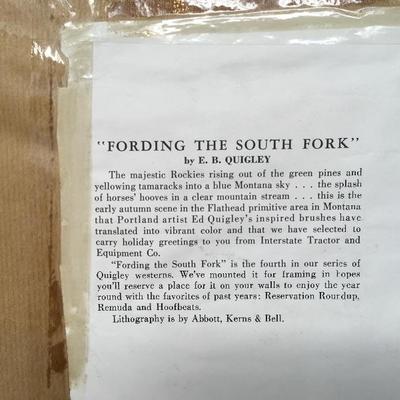 "FORDING THE SOUTH FORK"
by E. B. QUIGLEY
The majestic Rockies rising out of the green pines and
yellowing tamaracks into a blue Montana sky . . . the splash
of horses' hooves in a clear mountain stream . . . this is the
early autumn scene in the Flathead primitive area in Montana
that Portland artist Ed Quigley's inspired brushes have
translated into vibrant color and that we have selected to
carry holiday greetings to you from Interstate Tractor and
Equipment Co.
"Fording the South Fork" is the fourth in our series of
Quigley westerns. We've mounted it for framing in hopes
you'll reserve a place for it on your walls to enjoy the year
round with the favorites of past years: Reservation Roundup,
Remuda and Hoofbeats.
Lithography is by Abbott, Kerns & Bell.